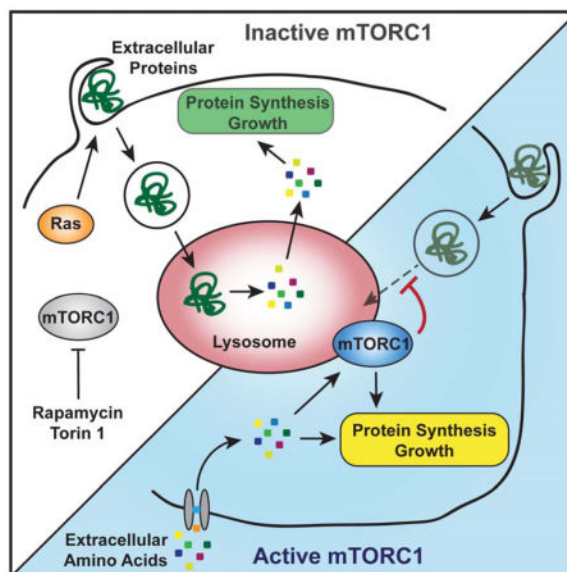 Inactive mTORC1
Extracellular
Proteins
Protein Synthesis
Growth
Ras
mTORC1
Rapamycin
Torin 1
Lysosome
mTORC1
Protein Synthesis
Growth
Extracellular
Amino Acids
Active mTORC1